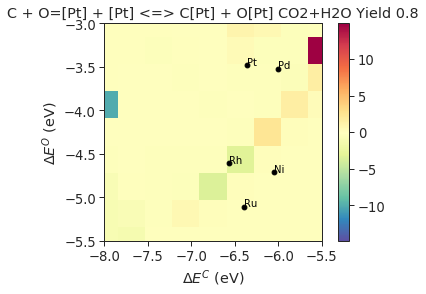 C + O=[Pt] + [Pt] <=> C[Pt] + O[Pt] CO2+H2O Yield 0.8
−3.0
−3.5
−4.0
−4.5
−5.0
−5.5
ΔE^O (eV)
Pt
Pd
Rh
Ni
Ru
−8.0 −7.5 −7.0 −6.5 −6.0 −5.5
ΔE^C (eV)
10
5
0
−5
−10